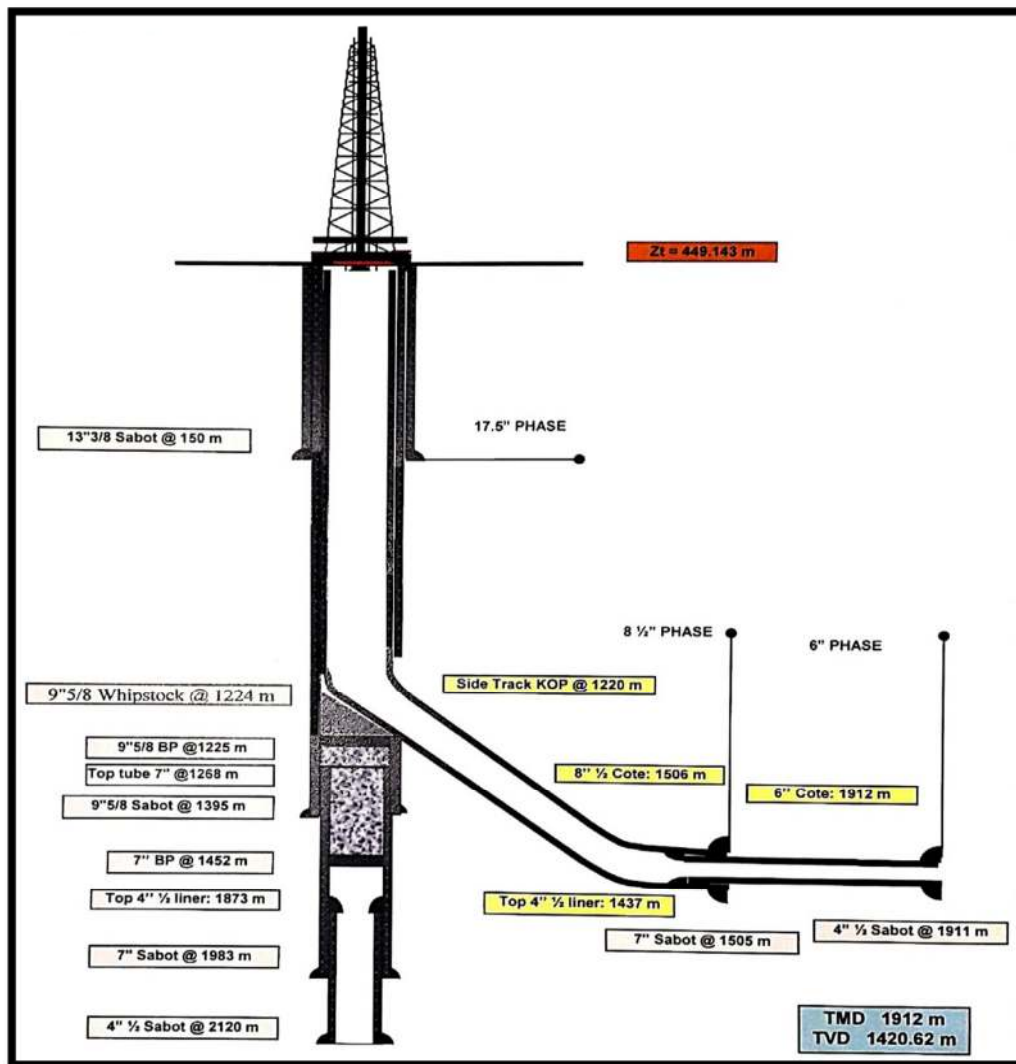 Zt = 449.143 m
13"3/8 Sabot @ 150 m
17.5" PHASE
8 ½" PHASE
6" PHASE
9"5/8 Whipstock @ 1224 m
Side Track KOP @ 1220 m
9"5/8 BP @1225 m
Top tube 7" @1268 m
9"5/8 Sabot @ 1395 m
8" ½ Cote: 1506 m
6" Cote: 1912 m
7" BP @ 1452 m
Top 4" ½ liner: 1873 m
Top 4" ½ liner: 1437 m
7" Sabot @ 1505 m
4" ½ Sabot @ 1911 m
7" Sabot @ 1983 m
4" ½ Sabot @ 2120 m
TMD 1912 m
TVD 1420.62 m